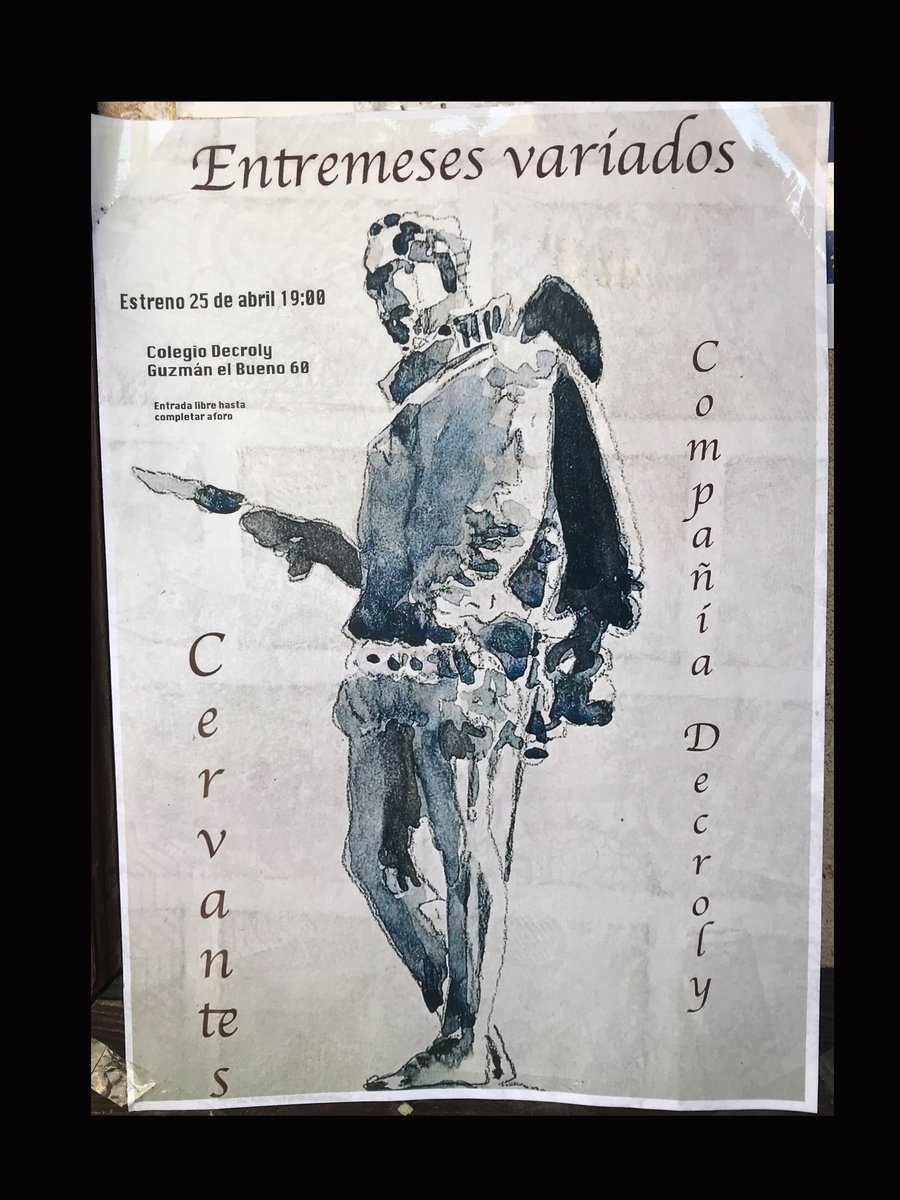 Entremeses variados
Estreno 25 de abril 19:00
Colegio Decroly
Guzmán el Bueno 60
Entrada libre hasta
completar aforo
Cervantes
Compañía Decroly